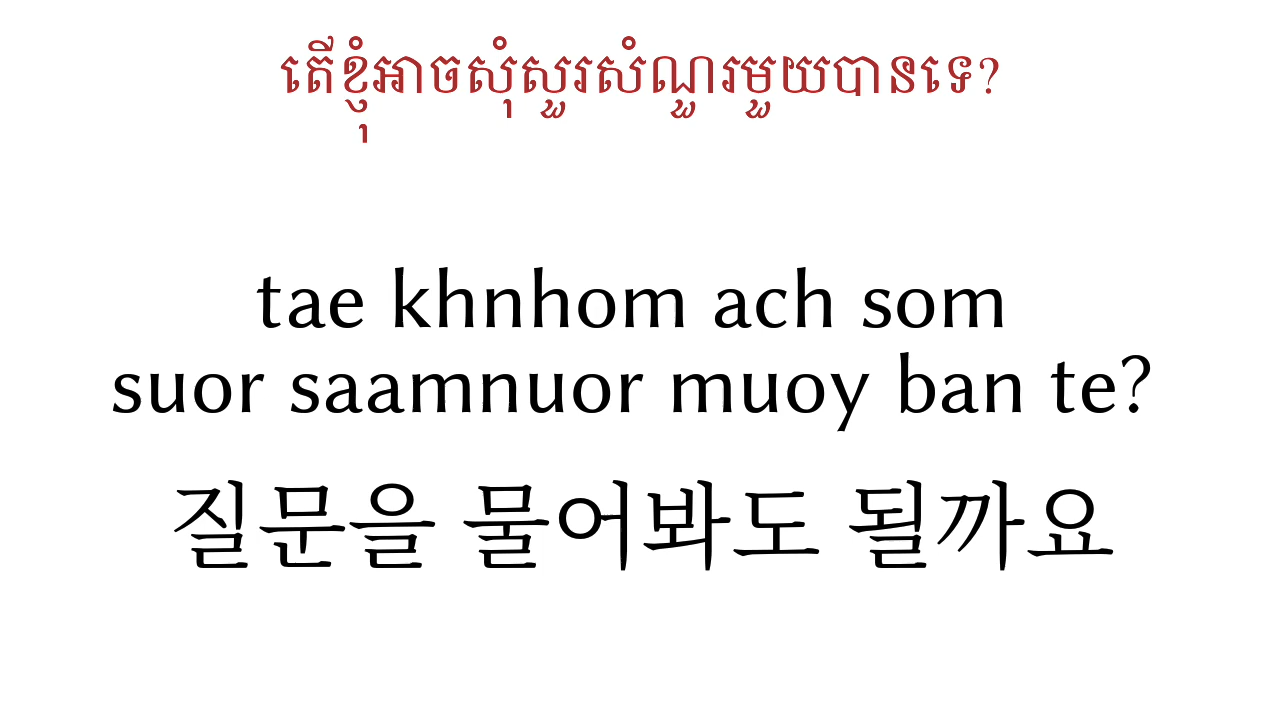 តើខ្ញុំអាចសុំសួរសំណួរមួយបានទេ?
tae khnhom ach som
suor saamnuor muoy ban te?
질문을 물어봐도 될까요